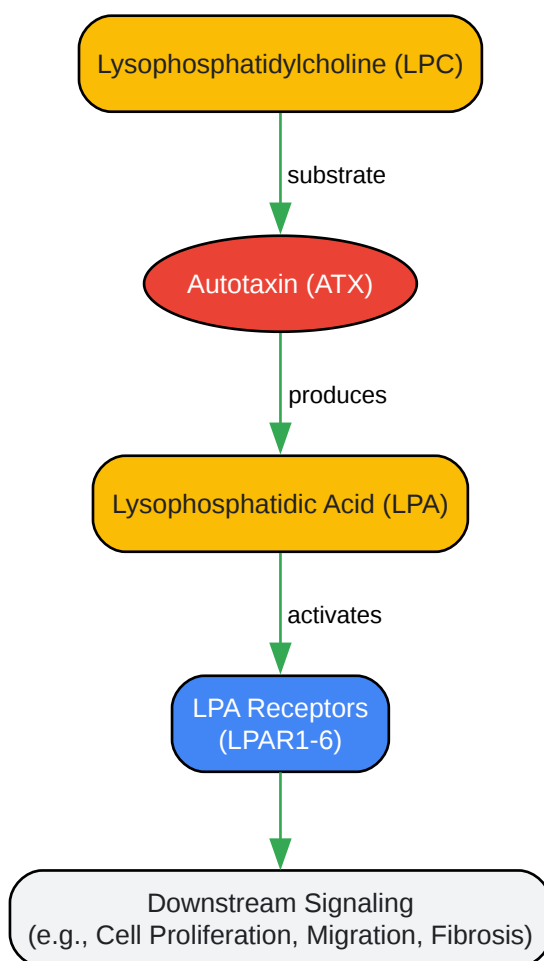 Lysophosphatidylcholine (LPC)
substrate
Autotaxin (ATX)
produces
Lysophosphatidic Acid (LPA)
activates
LPA Receptors
(LPAR1-6)
Downstream Signaling
(e.g., Cell Proliferation, Migration, Fibrosis)